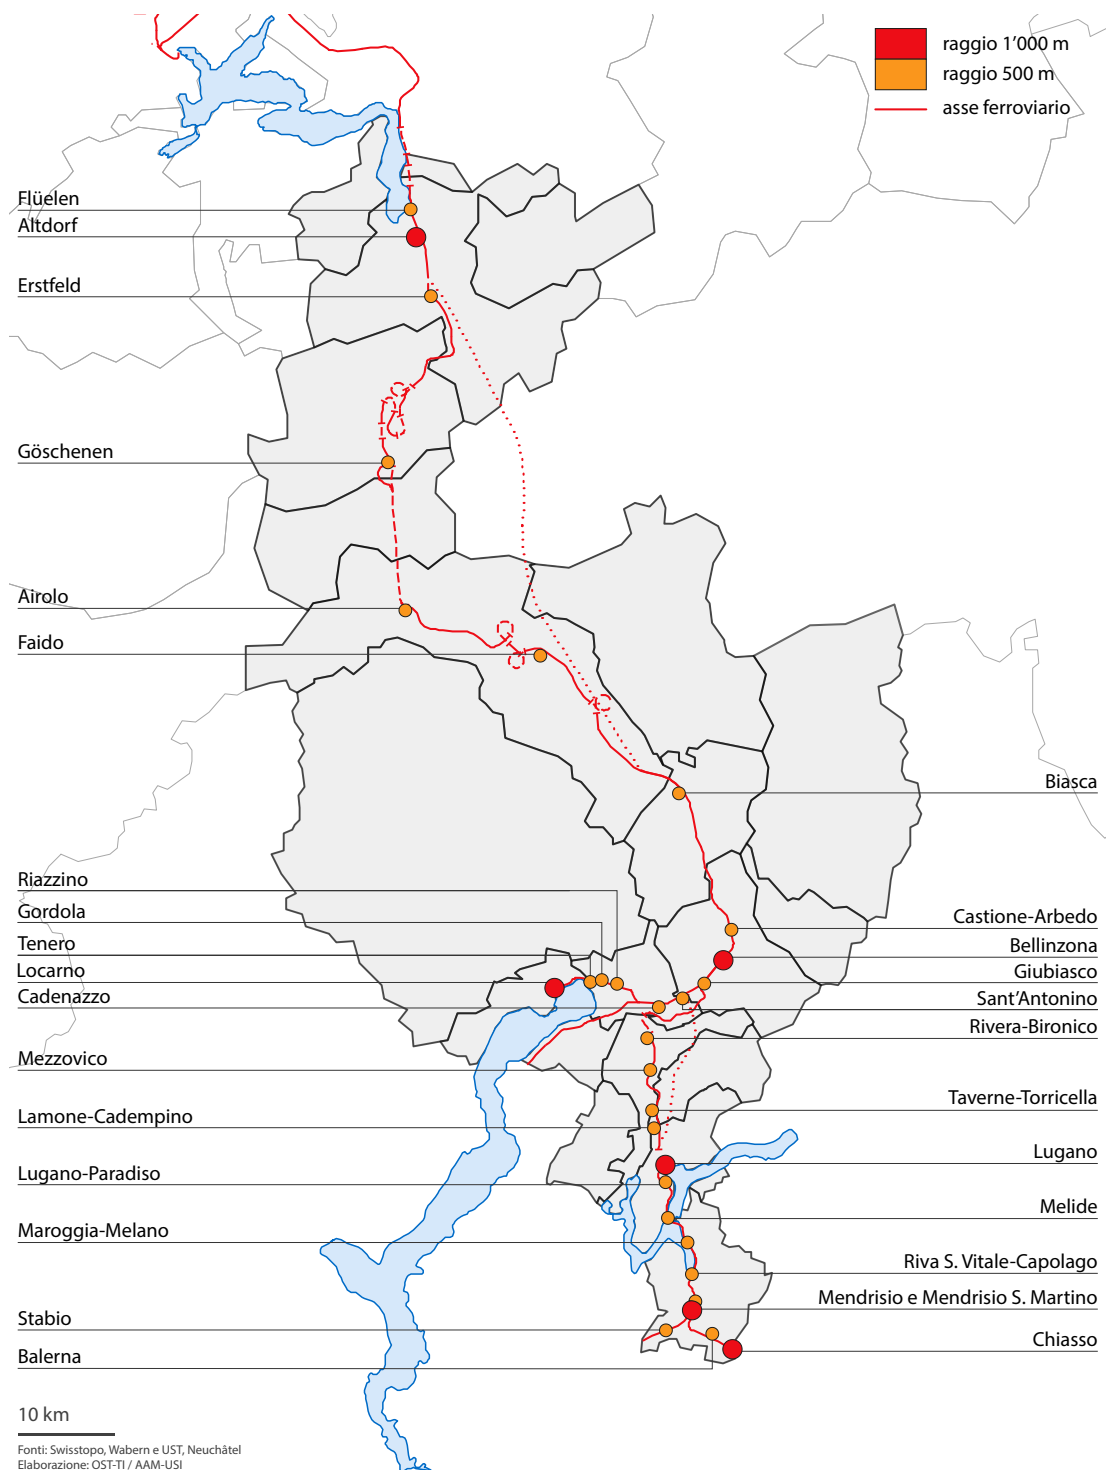 raggio 1’000 m
raggio 500 m
asse ferroviario
Flüelen
Altdorf
Erstfeld
Göschenen
Airolo
Faido
Biasca
Riazzino
Gordola
Tenero
Locarno
Cadenazzo
Castione-Arbedo
Bellinzona
Giubiasco
Sant’Antonino
Rivera-Bironico
Mezzovico
Taverne-Torricella
Lamone-Cadempino
Lugano
Lugano-Paradiso
Melide
Maroggia-Melano
Riva S. Vitale-Capolago
Mendrisio e Mendrisio S. Martino
Stabio
Chiasso
Balerna
10 km
Fonti: Swisstopo, Wabern e UST, Neuchâtel
Elaborazione: OST-TI / AAM-USI